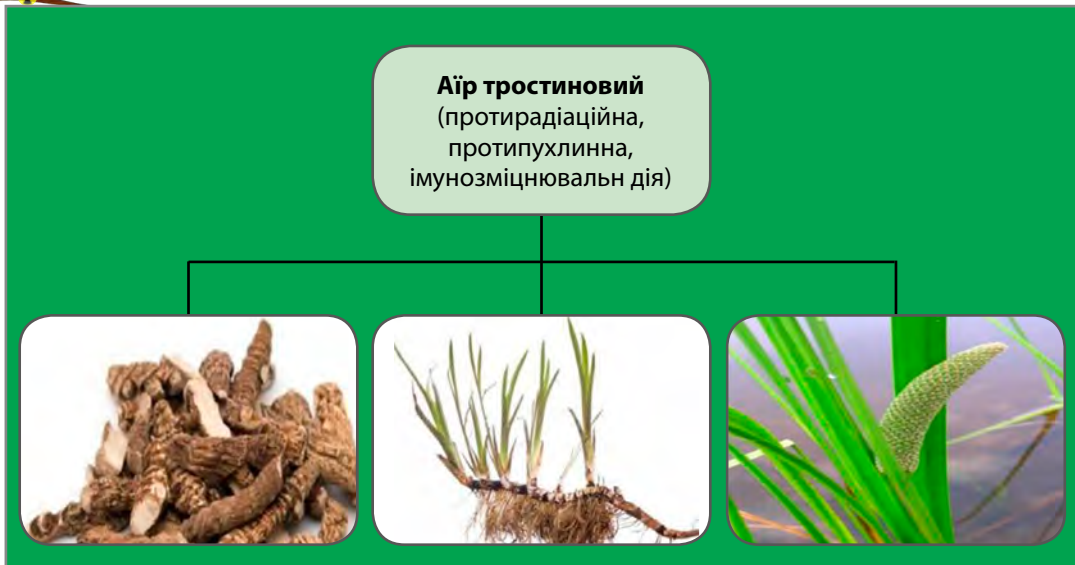 Аїр тростиновий
(протирадіаційна,
протипухлинна,
імунозміцнювальн дія)